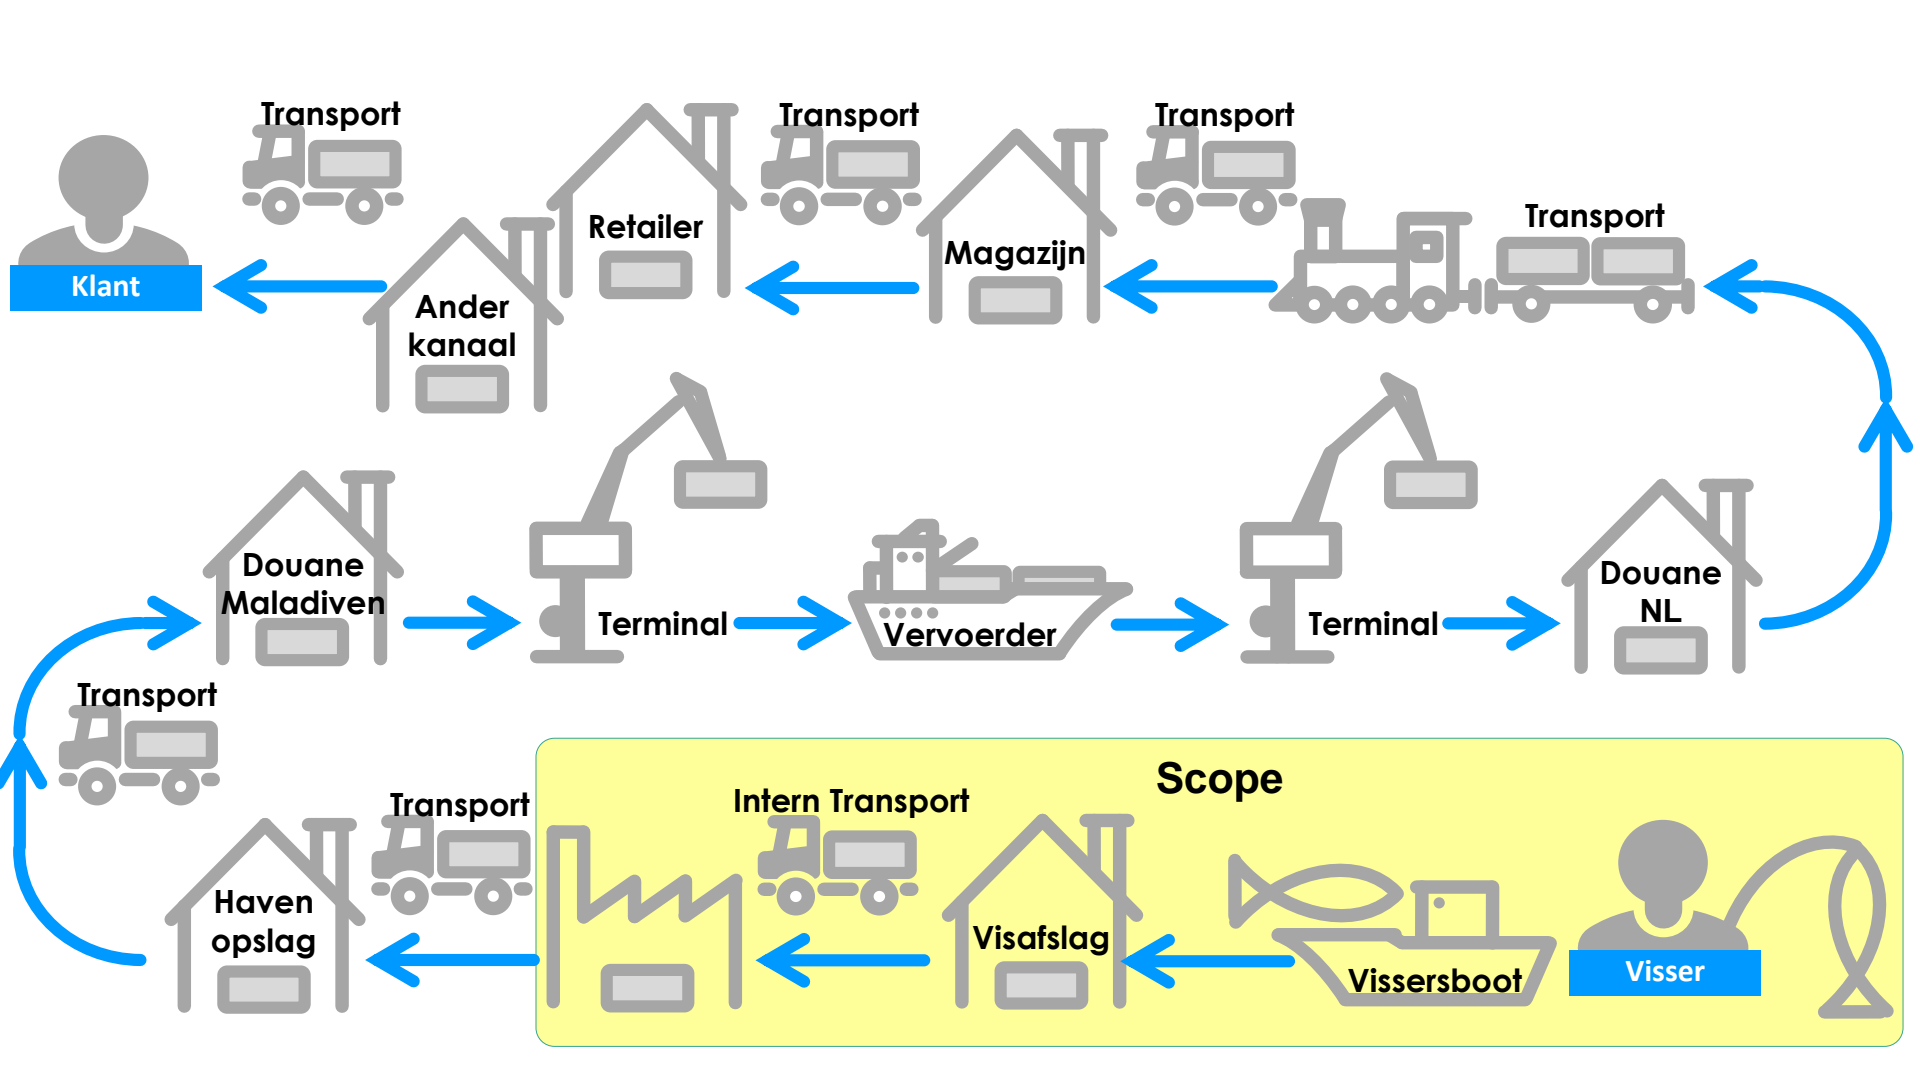 Transport
Transport
Transport
Transport
Klant
Retailer
Magazijn
Ander
kanaal
Douane
Maladiven
Terminal
Vervoerder
Terminal
Douane
NL
Transport
Scope
Transport
Intern Transport
Haven
opslag
Visafslag
Vissersboot
Visser